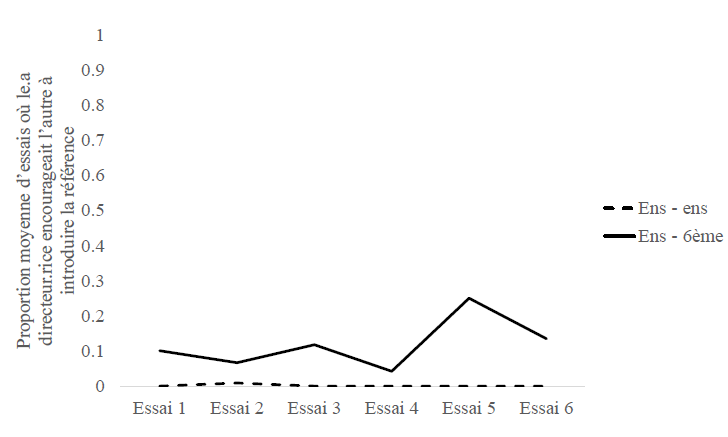 Proportion moyenne d'essais où le.a
directeur.rice encourageait l'autre à
introduire la référence
1
0.9
0.8
0.7
0.6
0.5
0.4
0.3
0.2
0.1
0
Essai 1
Essai 2
Essai 3
Essai 4
Essai 5
Essai 6
Ens - ens
Ens - 6ème